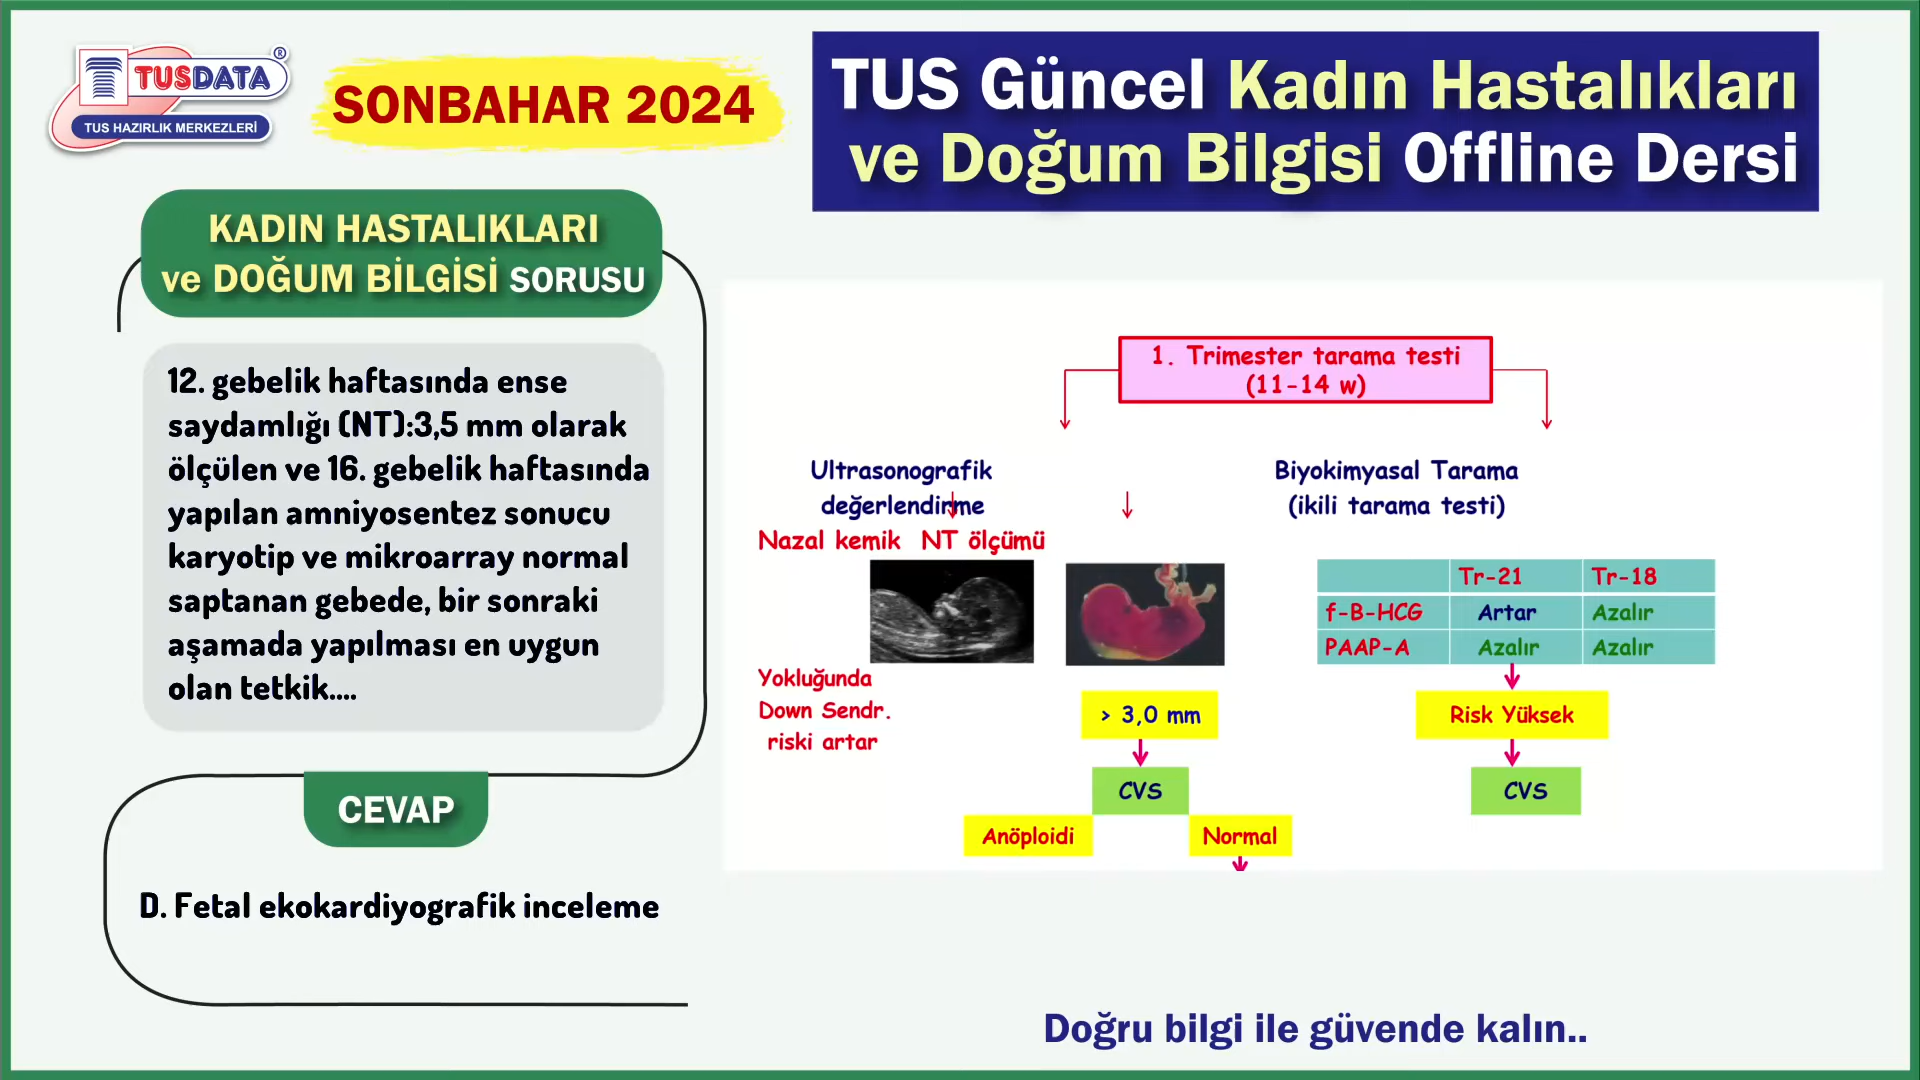 TUSDATA ®
TUS HAZIRLIK MERKEZLERİ
SONBAHAR 2024
TUS Güncel Kadın Hastalıkları
ve Doğum Bilgisi Offline Dersi
KADIN HASTALIKLARI
ve DOĞUM BİLGİSİ SORUSU
12. gebelik haftasında ense
saydamlığı (NT):3,5 mm olarak
ölçülen ve 16. gebelik haftasında
yapılan amniyosentez sonucu
karyotip ve mikroarray normal
saptanan gebede, bir sonraki
aşamada yapılması en uygun
olan tetkik....
CEVAP
D. Fetal ekokardiyografik inceleme
1. Trimester tarama testi
(11-14 w)
Ultrasonografik
değerlendirme
Nazal kemik NT ölçümü
Yokluğunda
Down Sendr.
riski artar
> 3,0 mm
CVS
Anöploidi
Normal
Biyokimyasal Tarama
(ikili tarama testi)
Tr-21 Tr-18
f-B-HCG Artar Azalır
PAAP-A Azalır Azalır
Risk Yüksek
CVS
Doğru bilgi ile güvende kalın..